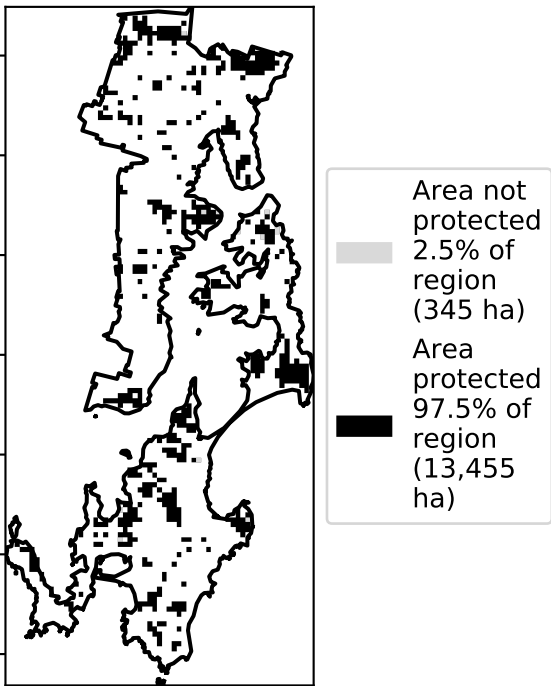 Area not
protected
2.5% of
region
(345 ha)
Area
protected
97.5% of
region
(13,455
ha)